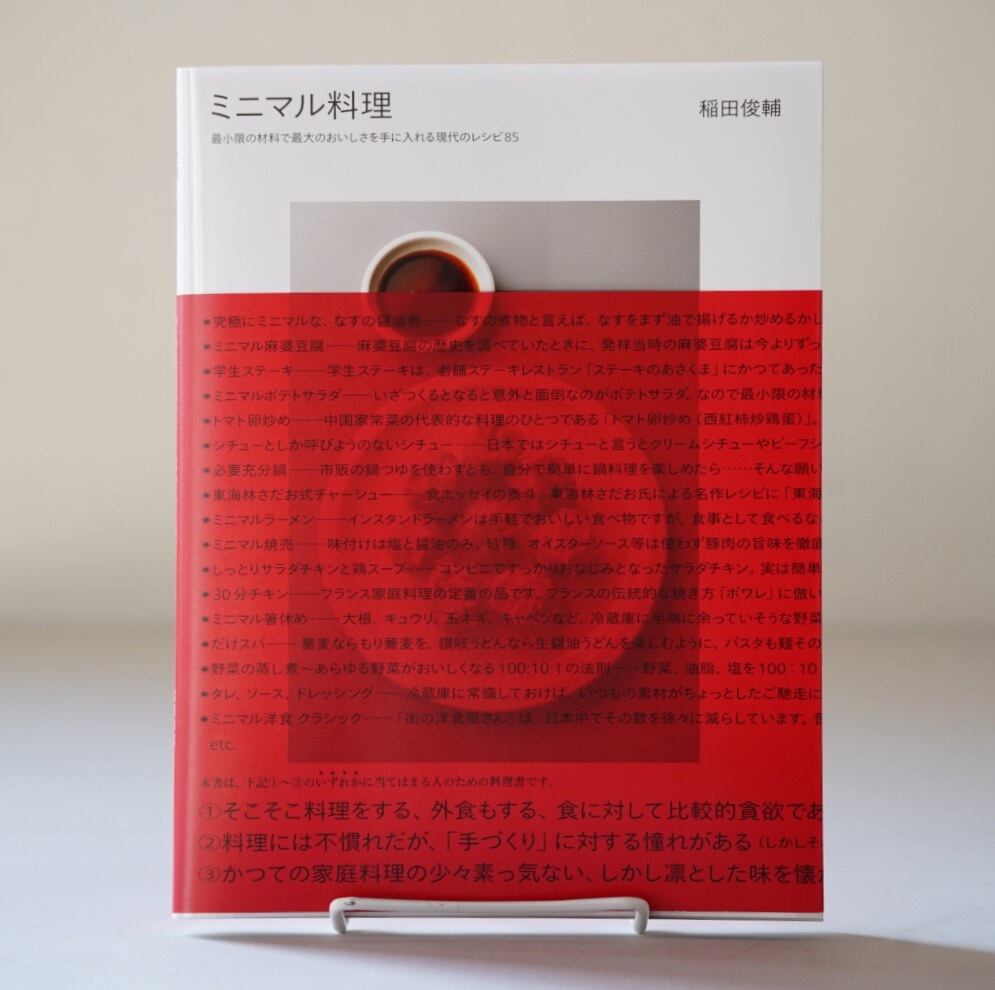 ミニマル料理
稲田俊輔
最小限の材料で最大のおいしさを手に入れる現代のレシピ85
●究極にミニマルな、なすの醤油煮──なすの煮物と言えば、なすをまず油で揚げるか炒めるかし
●ミニマル麻婆豆腐──麻婆豆腐の歴史を調べていたときに、発祥当時の麻婆豆腐は今よりずっ
●学生ステーキ──学生ステーキは、老舗ステーキレストラン「ステーキのあさくま」にかつてあった
●ミニマルポテトサラダ──いざつくるとなると意外と面倒なのがポテトサラダ。なので最小限の材
●トマト卵炒め──中国家常菜の代表的な料理のひとつである「トマト卵炒め（西紅柿炒鶏蛋）」。
●シチューとしか呼びようのないシチュー──日本ではシチューと言うとクリームシチューやビーフシ
●必要充分鍋──市販の鍋つゆを使わずとも、自分で簡単に鍋料理を楽しめたら……そんな願い
●東海林さだお式チャーシュー──食エッセイの泰斗、東海林さだお氏による名作レシピに「東海
●ミニマルラーメン──インスタントラーメンは手軽でおいしい食べ物ですが、食事として食べるな
●ミニマル焼売──味付けは塩と醤油のみ。砂糖、オイスターソース等は使わず豚肉の旨味を徹底
●しっとりサラダチキンと鶏スープ──コンビニですっかりおなじみとなったサラダチキン。実は簡単
●30分チキン──フランス家庭料理の定番の品です。フランスの伝統的な焼き方「ポワレ」に倣い
●ミニマル箸休め──大根、キュウリ、玉ネギ、キャベツなど、冷蔵庫に半端に余っていそうな野菜
●だけスパ──蕎麦ならもり蕎麦を、讃岐うどんなら生醤油うどんを楽しむように、パスタも麺その
●野菜の蒸し煮〜あらゆる野菜がおいしくなる100:10:1の法則──野菜、油脂、塩を100：10
●タレ、ソース、ドレッシング──冷蔵庫に常備しておけば、いつもの素材がちょっとしたご馳走に
●ミニマル洋食 クラシック──「街の洋食屋さん」は、日本中でその数を徐々に減らしています。昔
etc.
本書は、下記①〜③のいずれかに当てはまる人のための料理書です。
①そこそこ料理をする、外食もする、食に対して比較的貪欲であ
②料理には不慣れだが、「手づくり」に対する憧れがある（しかしそ
③かつての家庭料理の少々素っ気ない、しかし凛とした味を懐か